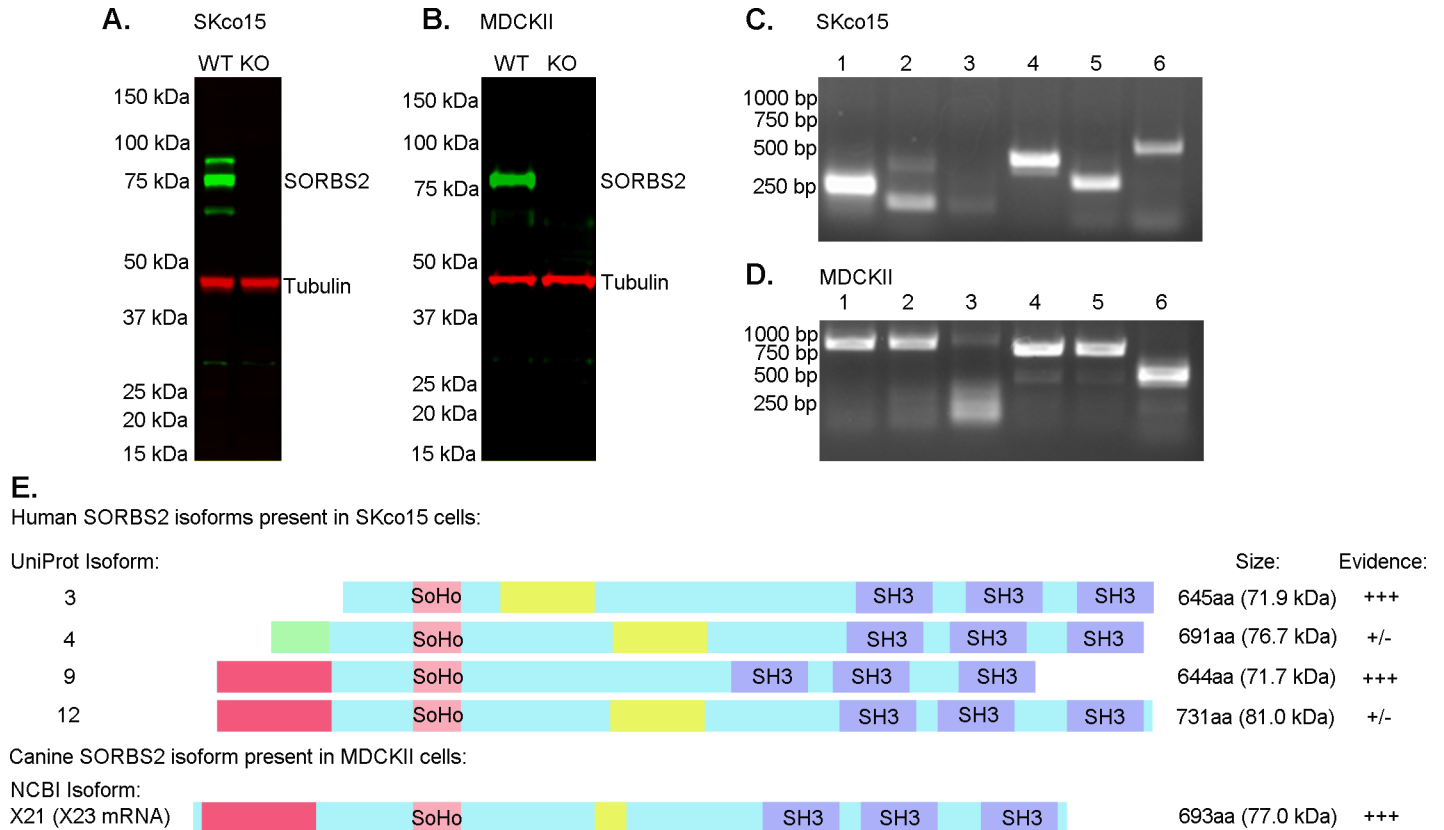 A.
SKco15
WT KO
150 kDa
100 kDa
75 kDa
50 kDa
37 kDa
25 kDa
20 kDa
15 kDa
SORBS2
Tubulin
B.
MDCKII
WT KO
150 kDa
100 kDa
75 kDa
50 kDa
37 kDa
25 kDa
20 kDa
15 kDa
SORBS2
Tubulin
C.
SKco15
1 2 3 4 5 6
1000 bp
750 bp
500 bp
250 bp
D.
MDCKII
1 2 3 4 5 6
1000 bp
750 bp
500 bp
250 bp
E.
Human SORBS2 isoforms present in SKco15 cells:
UniProt Isoform: Size: Evidence:
3 SoHo SH3 SH3 SH3 645aa (71.9 kDa) +++
4 SoHo SH3 SH3 SH3 691aa (76.7 kDa) +/-
9 SoHo SH3 SH3 SH3 644aa (71.7 kDa) +++
12 SoHo SH3 SH3 SH3 731aa (81.0 kDa) +/-
Canine SORBS2 isoform present in MDCKII cells:
NCBI Isoform:
X21 (X23 mRNA) SoHo SH3 SH3 SH3 693aa (77.0 kDa) +++